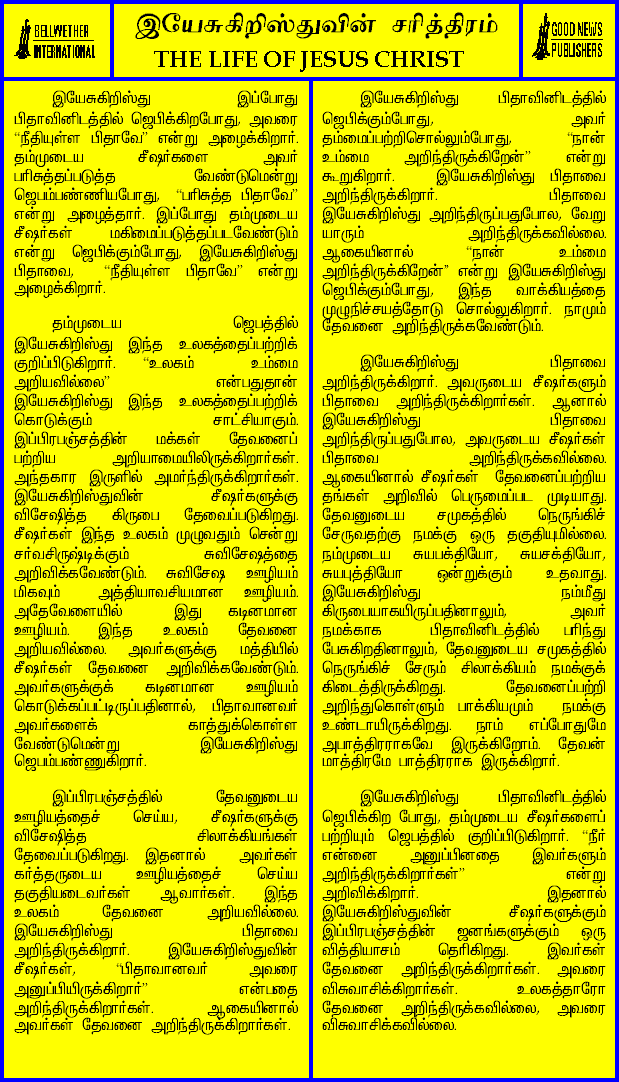 BELLWETHER
INTERNATIONAL
இயேசுகிறிஸ்துவின் சரித்திரம்
THE LIFE OF JESUS CHRIST
GOOD NEWS
PUBLISHERS
இயேசுகிறிஸ்து இப்போது
பிதாவினிடத்தில் ஜெபிக்கிறபோது, அவரை
“நீதியுள்ள பிதாவே” என்று அழைக்கிறார்.
தம்முடைய சீஷர்களை அவர்
பரிசுத்தப்படுத்த வேண்டுமென்று
ஜெபம்பண்ணியபோது, “பரிசுத்த பிதாவே”
என்று அழைத்தார். இப்போது தம்முடைய
சீஷர்கள் மகிமைப்படுத்தப்படவேண்டும்
என்று ஜெபிக்கும்போது, இயேசுகிறிஸ்து
பிதாவை, “நீதியுள்ள பிதாவே” என்று
அழைக்கிறார்.
தம்முடைய ஜெபத்தில்
இயேசுகிறிஸ்து இந்த உலகத்தைப்பற்றிக்
குறிப்பிடுகிறார். “உலகம் உம்மை
அறியவில்லை” என்பதுதான்
இயேசுகிறிஸ்து இந்த உலகத்தைப்பற்றிக்
கொடுக்கும் சாட்சியாகும்.
இப்பிரபஞ்சத்தின் மக்கள் தேவனைப்
பற்றிய அறியாமையிலிருக்கிறார்கள்.
அந்தகார இருளில் அமர்ந்திருக்கிறார்கள்.
இயேசுகிறிஸ்துவின் சீஷர்களுக்கு
விசேஷித்த கிருபை தேவைப்படுகிறது.
சீஷர்கள் இந்த உலகம் முழுவதும் சென்று
சர்வசிருஷ்டிக்கும் சுவிசேஷத்தை
அறிவிக்கவேண்டும். சுவிசேஷ ஊழியம்
மிகவும் அத்தியாவசியமான ஊழியம்.
அதேவேளையில் இது கடினமான
ஊழியம். இந்த உலகம் தேவனை
அறியவில்லை. அவர்களுக்கு மத்தியில்
சீஷர்கள் தேவனை அறிவிக்கவேண்டும்.
அவர்களுக்குக் கடினமான ஊழியம்
கொடுக்கப்பட்டிருப்பதினால், பிதாவானவர்
அவர்களைக் காத்துக்கொள்ள
வேண்டுமென்று இயேசுகிறிஸ்து
ஜெபம்பண்ணுகிறார்.
இப்பிரபஞ்சத்தில் தேவனுடைய
ஊழியத்தைச் செய்ய, சீஷர்களுக்கு
விசேஷித்த சிலாக்கியங்கள்
தேவைப்படுகிறது. இதனால் அவர்கள்
கர்த்தருடைய ஊழியத்தைச் செய்ய
தகுதியடைவர்கள் ஆவார்கள். இந்த
உலகம் தேவனை அறியவில்லை.
இயேசுகிறிஸ்து பிதாவை
அறிந்திருக்கிறார். இயேசுகிறிஸ்துவின்
சீஷர்கள், “பிதாவானவர் அவரை
அனுப்பியிருக்கிறார்” என்பதை
அறிந்திருக்கிறார்கள். ஆகையினால்
அவர்கள் தேவனை அறிந்திருக்கிறார்கள்.
இயேசுகிறிஸ்து பிதாவினிடத்தில்
ஜெபிக்கும்போது, அவர்
தம்மைப்பற்றிசொல்லும்போது, “நான்
உம்மை அறிந்திருக்கிறேன்” என்று
கூறுகிறார். இயேசுகிறிஸ்து பிதாவை
அறிந்திருக்கிறார். பிதாவை
இயேசுகிறிஸ்து அறிந்திருப்பதுபோல, வேறு
யாரும் அறிந்திருக்கவில்லை.
ஆகையினால் “நான் உம்மை
அறிந்திருக்கிறேன்” என்று இயேசுகிறிஸ்து
ஜெபிக்கும்போது, இந்த வாக்கியத்தை
முழுநிச்சயத்தோடு சொல்லுகிறார். நாமும்
தேவனை அறிந்திருக்கவேண்டும்.
இயேசுகிறிஸ்து பிதாவை
அறிந்திருக்கிறார். அவருடைய சீஷர்களும்
பிதாவை அறிந்திருக்கிறார்கள். ஆனால்
இயேசுகிறிஸ்து பிதாவை
அறிந்திருப்பதுபோல, அவருடைய சீஷர்கள்
பிதாவை அறிந்திருக்கவில்லை.
ஆகையினால் சீஷர்கள் தேவனைப்பற்றிய
தங்கள் அறிவில் பெருமைப்பட முடியாது.
தேவனுடைய சமுகத்தில் நெருங்கிச்
சேருவதற்கு நமக்கு ஒரு தகுதியுமில்லை.
நம்முடைய சுயபக்தியோ, சுயசக்தியோ,
சுயபுத்தியோ ஒன்றுக்கும் உதவாது.
இயேசுகிறிஸ்து நம்மீது
கிருபையாகயிருப்பதினாலும், அவர்
நமக்காக பிதாவினிடத்தில் பரிந்து
பேசுகிறதினாலும், தேவனுடைய சமுகத்தில்
நெருங்கிச் சேரும் சிலாக்கியம் நமக்குக்
கிடைத்திருக்கிறது. தேவனைப்பற்றி
அறிந்துகொள்ளும் பாக்கியமும் நமக்கு
உண்டாயிருக்கிறது. நாம் எப்போதுமே
அபாத்திரராகவே இருக்கிறோம். தேவன்
மாத்திரமே பாத்திரராக இருக்கிறார்.
இயேசுகிறிஸ்து பிதாவினிடத்தில்
ஜெபிக்கிற போது, தம்முடைய சீஷர்களைப்
பற்றியும் ஜெபத்தில் குறிப்பிடுகிறார். “நீர்
என்னை அனுப்பினதை இவர்களும்
அறிந்திருக்கிறார்கள்” என்று
அறிவிக்கிறார். இதனால்
இயேசுகிறிஸ்துவின் சீஷர்களுக்கும்
இப்பிரபஞ்சத்தின் ஜனங்களுக்கும் ஒரு
வித்தியாசம் தெரிகிறது. இவர்கள்
தேவனை அறிந்திருக்கிறார்கள். அவரை
விசுவாசிக்கிறார்கள். உலகத்தாரோ
தேவனை அறிந்திருக்கவில்லை, அவரை
விசுவாசிக்கவில்லை.